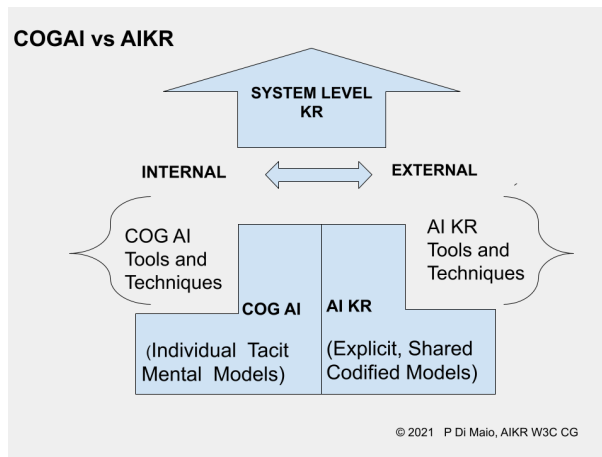 COGAI vs AIKR
SYSTEM LEVEL
KR
INTERNAL
EXTERNAL
COG AI
Tools and
Techniques
AI KR
Tools and
Techniques
COG AI
(Individual Tacit
Mental Models)
AI KR
(Explicit, Shared
Codified Models)
© 2021 P Di Maio, AIKR W3C CG